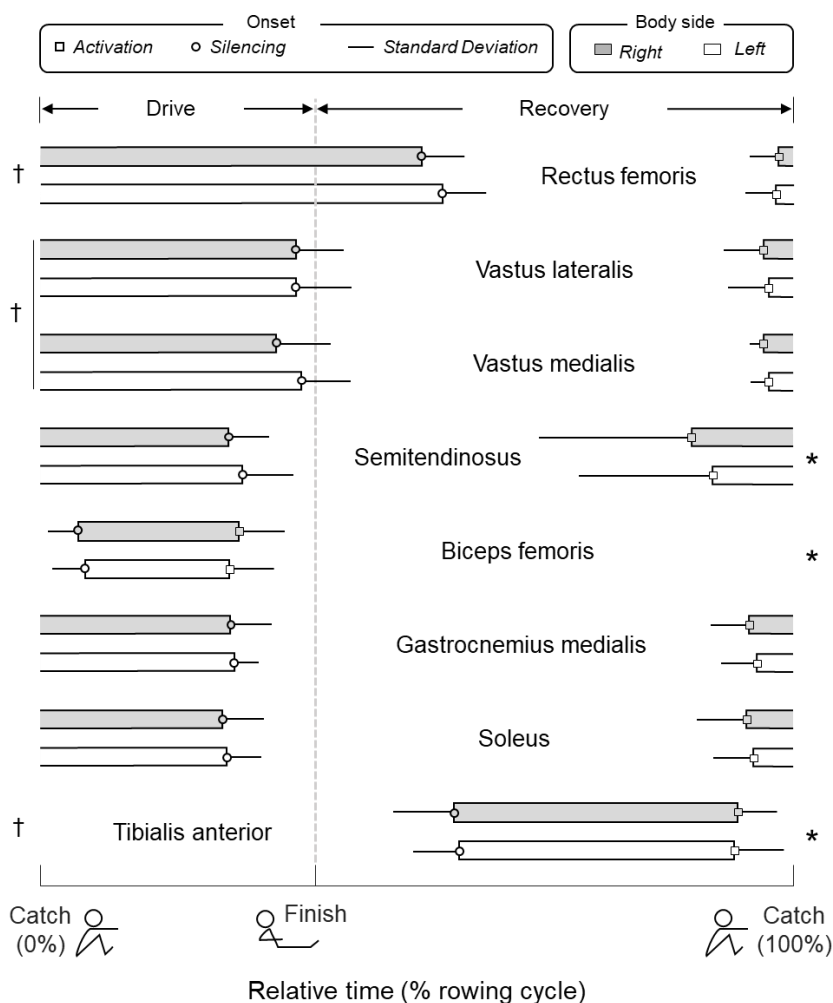 Onset
Activation Silencing Standard Deviation
Body side
Right Left
Drive Recovery
† Rectus femoris
Vastus lateralis
†
Vastus medialis
Semitendinosus *
Biceps femoris *
Gastrocnemius medialis
Soleus
† Tibialis anterior *
Catch (0%)
Finish
Catch (100%)
Relative time (% rowing cycle)